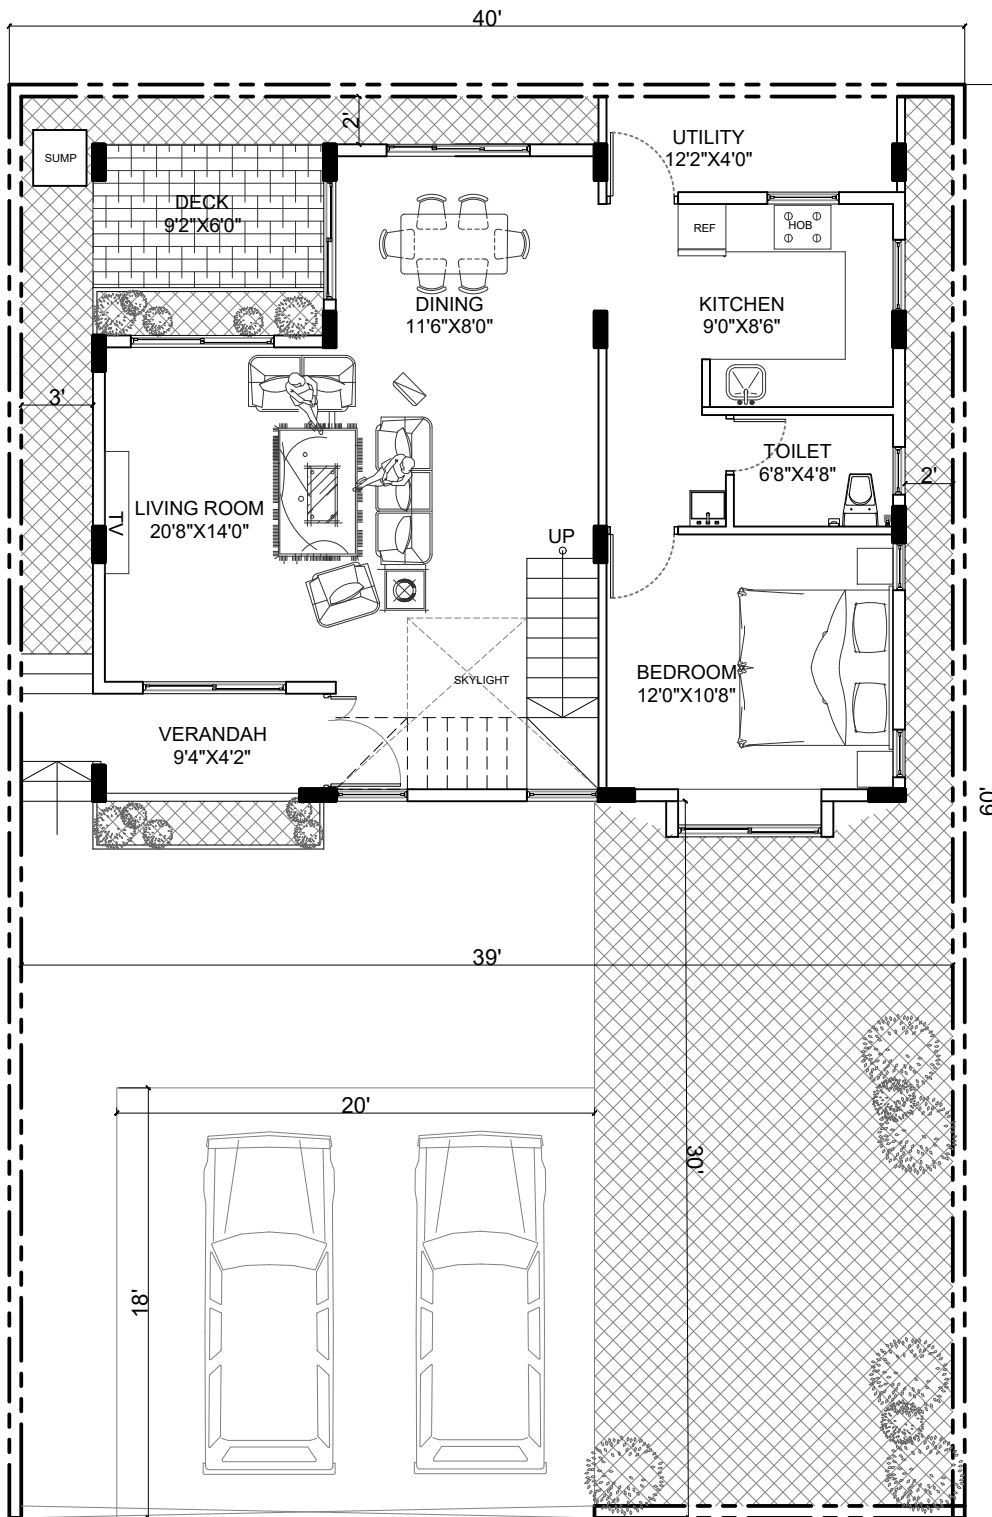 40'
2'
UTILITY
12'2"X4'0"
SUMP
DECK
9'2"X6'0"
REF
HOB
DINING
11'6"X8'0"
KITCHEN
9'0"X8'6"
3'
TOILET
6'8"X4'8"
2'
LIVING ROOM
20'8"X14'0"
TV
UP
BEDROOM
12'0"X10'8"
SKYLIGHT
VERANDAH
9'4"X4'2"
60'
39'
20'
30'
18'